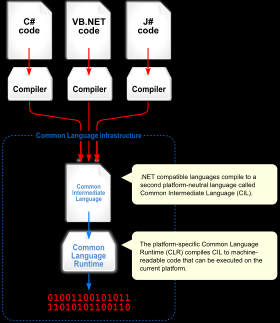 C#
code
VB.NET
code
J#
code
Compiler
Compiler
Compiler
Common Language Infrastructure
Common
Intermediate
Language
.NET compatible languages compile to a
second platform-neutral language called
Common Intermediate Language (CIL).
Common
Language
Runtime
The platform-specific Common Language
Runtime (CLR) compiles CIL to machine-
readable code that can be executed on the
current platform.
01001100101011
11010101100110